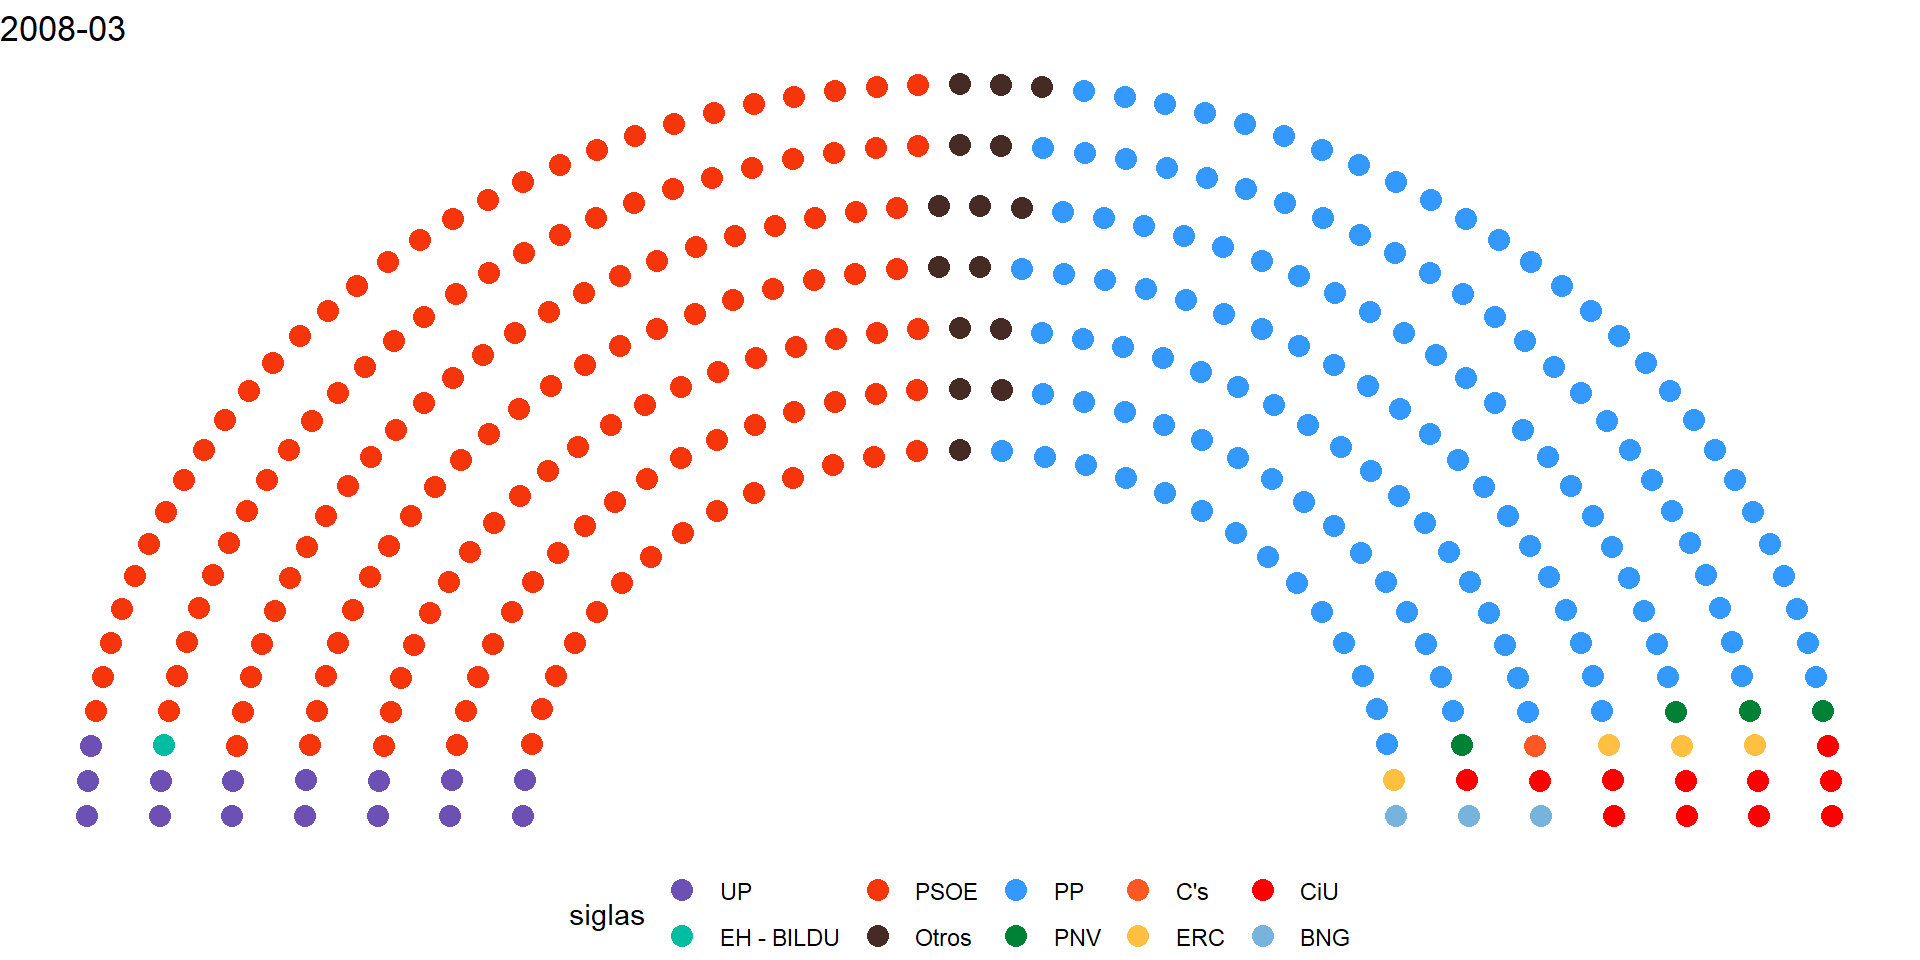 2008-03
siglas
UP PSOE PP C's CiU
EH - BILDU Otros PNV ERC BNG